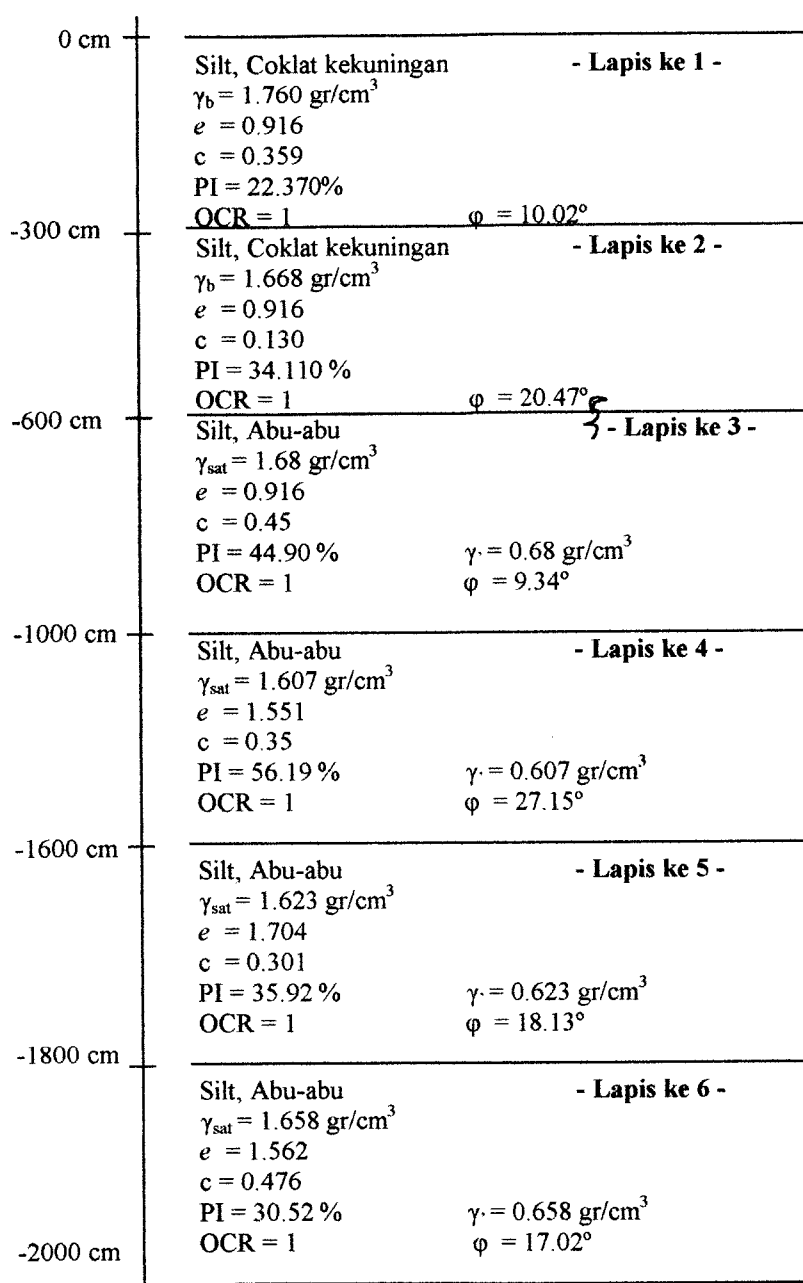 0 cm
Silt, Coklat kekuningan - Lapis ke 1 -
γb = 1.760 gr/cm³
e = 0.916
c = 0.359
PI = 22.370%
OCR = 1 φ = 10.02º
-300 cm
Silt, Coklat kekuningan - Lapis ke 2 -
γb = 1.668 gr/cm³
e = 0.916
c = 0.130
PI = 34.110 %
OCR = 1 φ = 20.47º
-600 cm
Silt, Abu-abu - Lapis ke 3 -
γsat = 1.68 gr/cm³
e = 0.916
c = 0.45
PI = 44.90 % γ· = 0.68 gr/cm³
OCR = 1 φ = 9.34º
-1000 cm
Silt, Abu-abu - Lapis ke 4 -
γsat = 1.607 gr/cm³
e = 1.551
c = 0.35
PI = 56.19 % γ· = 0.607 gr/cm³
OCR = 1 φ = 27.15º
-1600 cm
Silt, Abu-abu - Lapis ke 5 -
γsat = 1.623 gr/cm³
e = 1.704
c = 0.301
PI = 35.92 % γ· = 0.623 gr/cm³
OCR = 1 φ = 18.13º
-1800 cm
Silt, Abu-abu - Lapis ke 6 -
γsat = 1.658 gr/cm³
e = 1.562
c = 0.476
PI = 30.52 % γ· = 0.658 gr/cm³
OCR = 1 φ = 17.02º
-2000 cm